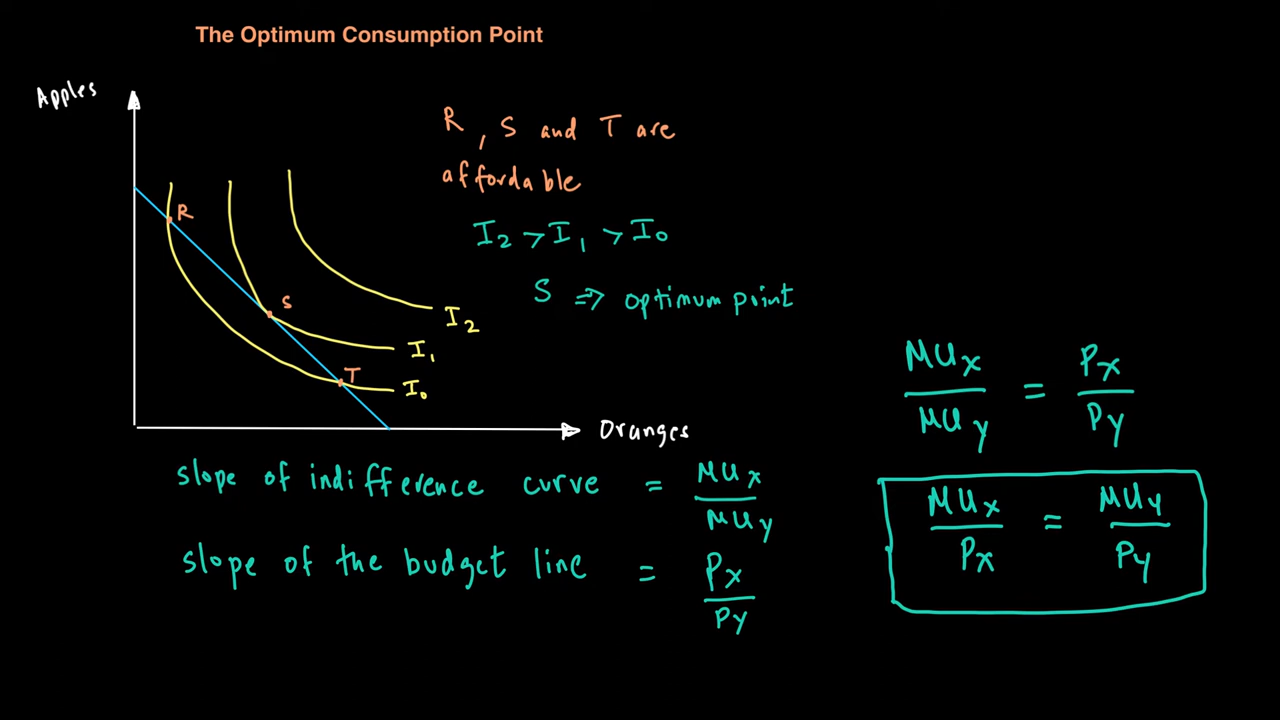 The Optimum Consumption Point
Apples
R, S and T are
affordable
I₂ > I₁ > I₀
S ⇒ optimum point
R
S
T
I₂
I₁
I₀
Oranges
slope of indifference curve = MUx / MUy
slope of the budget line = Px / Py
MUx / MUy = Px / Py
MUx / Px = MUy / Py